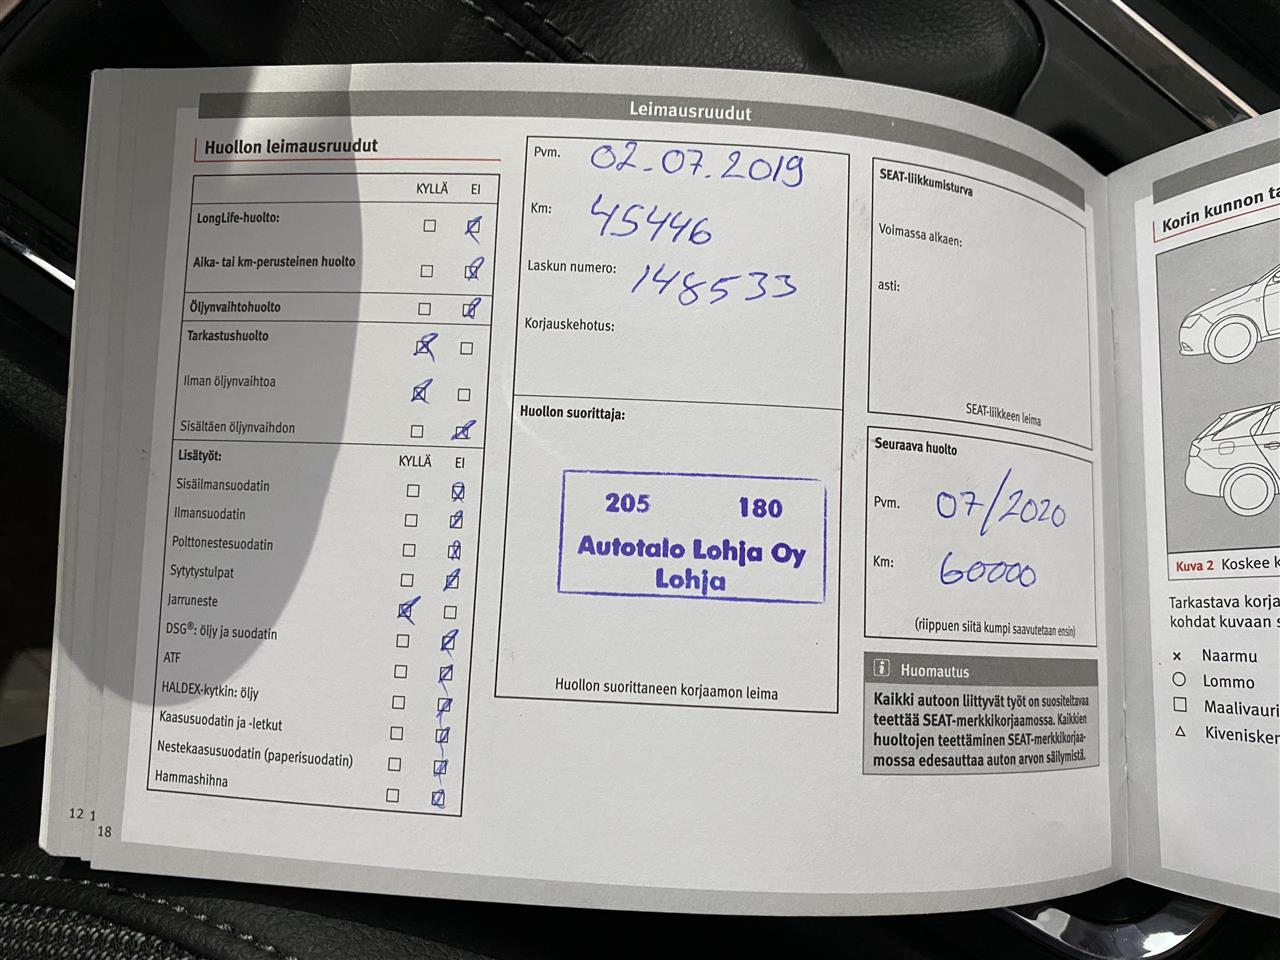 Leimausruudut
Huollon leimausruudut
KYLLÄ EI
LongLife-huolto:
Aika- tai km-perusteinen huolto
Öljynvaihtohuolto
Tarkastushuolto
Ilman öljynvaihtoa
Sisältäen öljynvaihdon
Lisätyöt: KYLLÄ EI
Sisäilmansuodatin
Ilmansuodatin
Polttonestesuodatin
Sytytystulpat
Jarruneste
DSG®: öljy ja suodatin
ATF
HALDEX-kytkin: öljy
Kaasusuodatin ja -letkut
Nestekaasusuodatin (paperisuodatin)
Hammashihna
12 1
18
Pvm. 02.07.2019
Km: 45446
Laskun numero: 148533
Korjauskehotus:
Huollon suorittaja:
205 180
Autotalo Lohja Oy
Lohja
Huollon suorittaneen korjaamon leima
SEAT-liikkumisturva
Voimassa alkaen:
asti:
SEAT-liikkeen leima
Seuraava huolto
Pvm. 07/2020
Km: 60000
(riippuen siitä kumpi saavutetaan ensin)
i Huomautus
Kaikki autoon liittyvät työt on suositeltavaa
teettää SEAT-merkkikorjaamossa. Kaikkien
huoltojen teettäminen SEAT-merkkikorjaa-
mossa edesauttaa auton arvon säilymistä.
Korin kunnon ta
Kuva 2 Koskee k
Tarkastava korja
kohdat kuvaan s
× Naarmu
○ Lommo
□ Maalivauri
△ Kivenisker